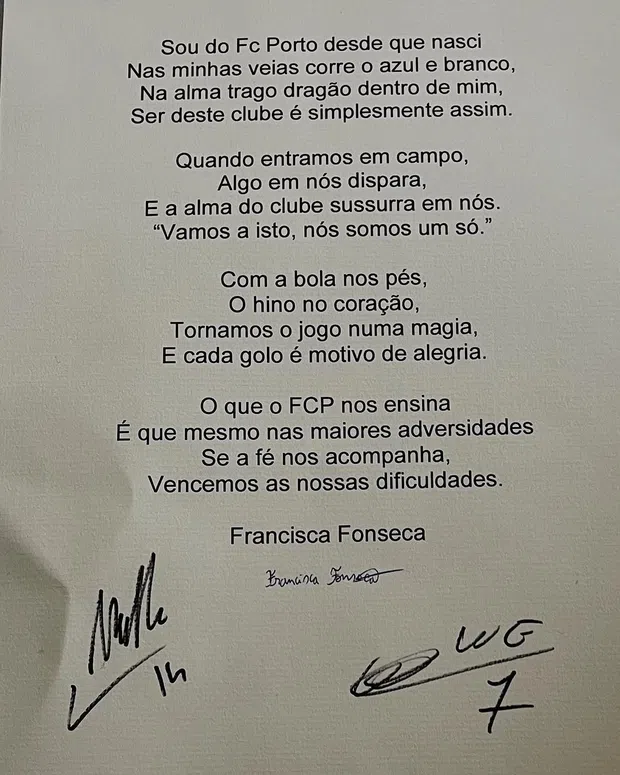 Sou do Fc Porto desde que nasci
Nas minhas veias corre o azul e branco,
Na alma trago dragão dentro de mim,
Ser deste clube é simplesmente assim.
Quando entramos em campo,
Algo em nós dispara,
E a alma do clube sussurra em nós.
“Vamos a isto, nós somos um só.”
Com a bola nos pés,
O hino no coração,
Tornamos o jogo numa magia,
E cada golo é motivo de alegria.
O que o FCP nos ensina
É que mesmo nas maiores adversidades
Se a fé nos acompanha,
Vencemos as nossas dificuldades.
Francisca Fonseca
Francisca Fonseca
WG
7